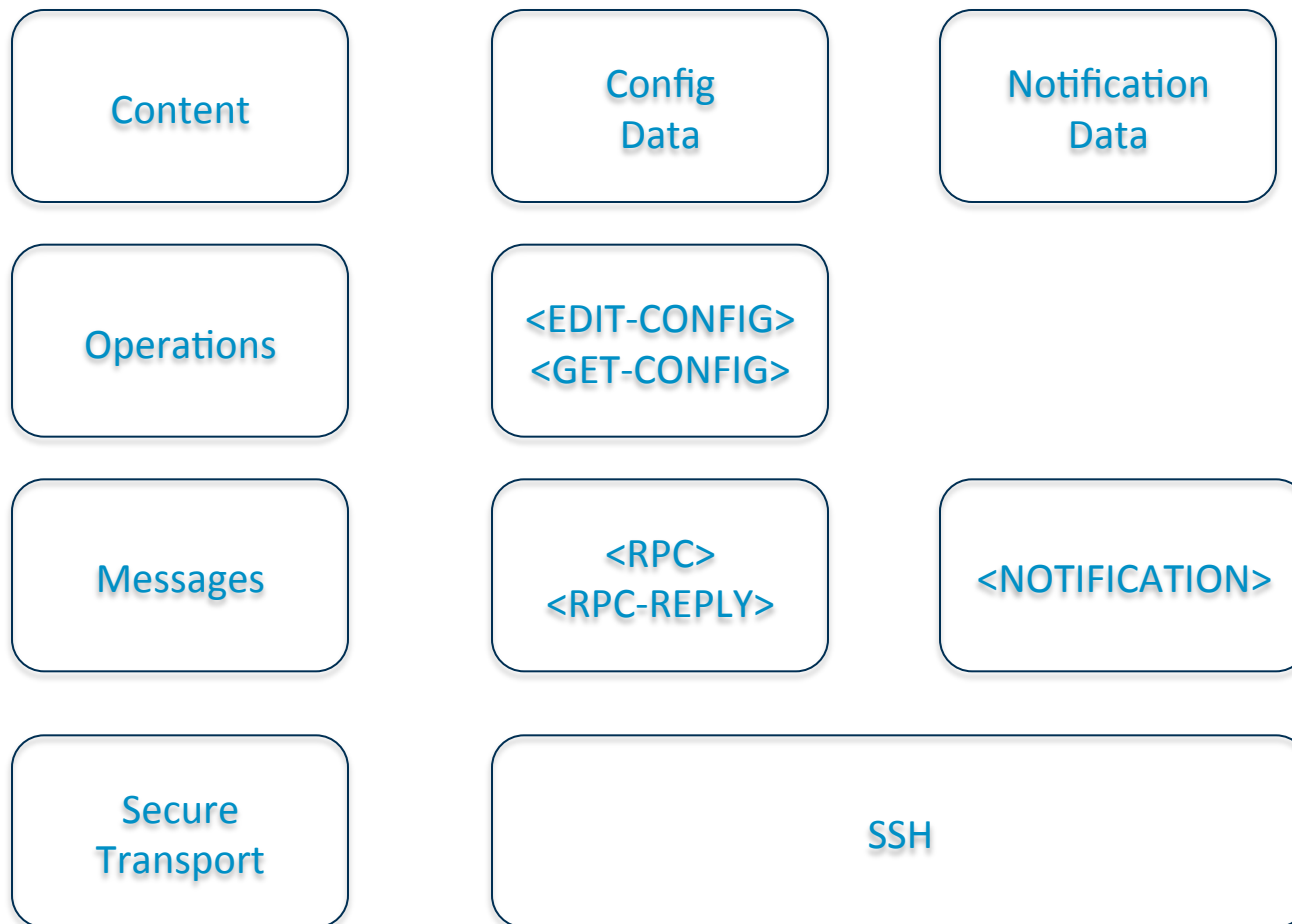 Content
Config
Data
Notification
Data
Operations
<EDIT-CONFIG>
<GET-CONFIG>
Messages
<RPC>
<RPC-REPLY>
<NOTIFICATION>
Secure
Transport
SSH